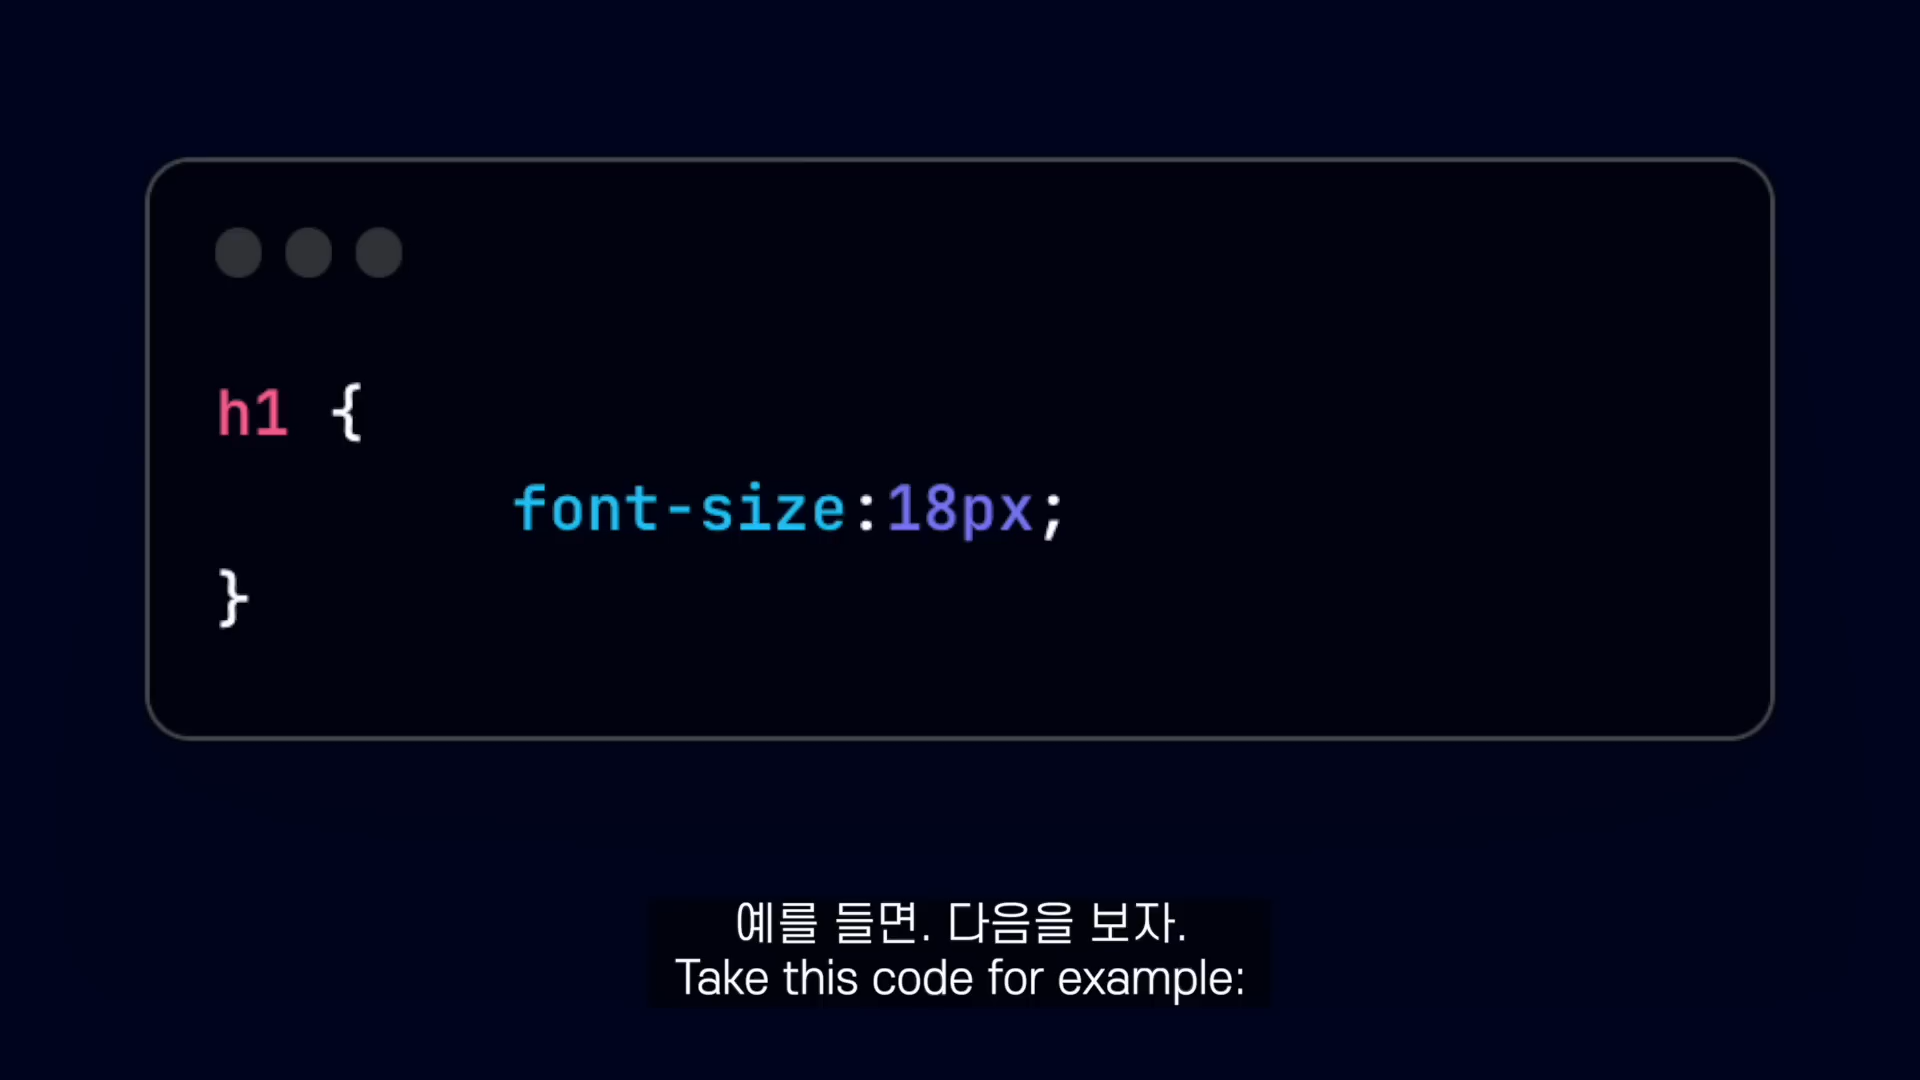 h1 {
font-size:18px;
}
예를 들면. 다음을 보자.
Take this code for example: